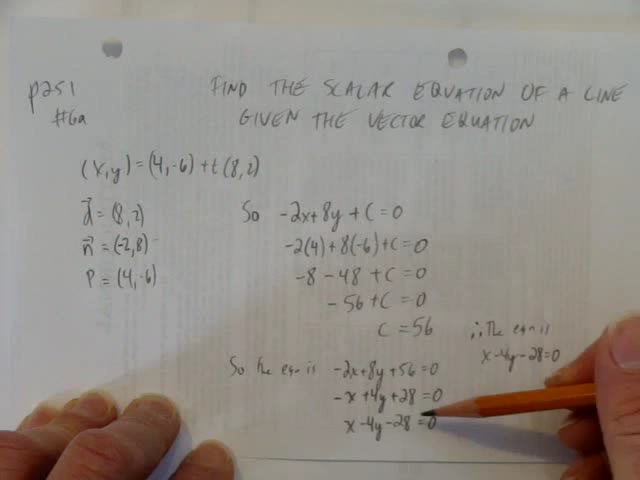 p251
#6a
FIND THE SCALAR EQUATION OF A LINE
GIVEN THE VECTOR EQUATION
(x,y) = (4,-6) + t(8,2)
d⃗ = (8,2)
n⃗ = (-2,8)
P = (4,-6)
So -2x+8y+C=0
-2(4)+8(-6)+C=0
-8-48+C=0
-56+C=0
C=56
So the eqn is -2x+8y+56=0
-x+4y+28=0
x-4y-28=0
∴ The eqn is
x-4y-28=0